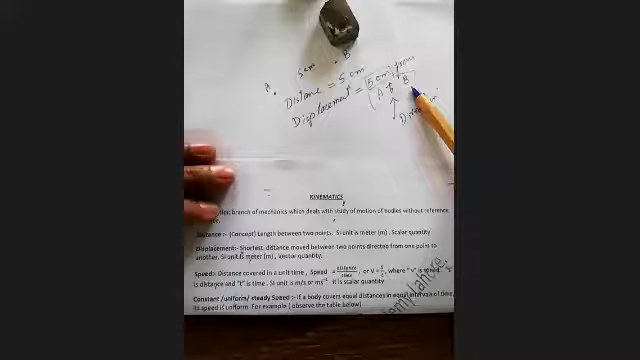 A
5 cm
B
Distance = 5 cm
Displacement = 5 cm from
A to B
Direction
KINEMATICS
branch of mechanics which deals with study of motion of bodies without reference
Distance:- (Concept) Length between two points. Si unit is meter (m) , Scalar quantity
Displacement:- Shortest distance moved between two points directed from one point to
another. Si unit is meter (m) , Vector quantity.
Speed:- Distance covered in a unit time, Speed = distance/time, or V = , where "v" is speed
is distance and "t" is time , Si unit is m/s or ms⁻¹ it is scalar quantity
Constant /uniform/ steady Speed :- if a body covers equal distances in equal intervals of time,
its speed is uniform. For example ( observe the table below)